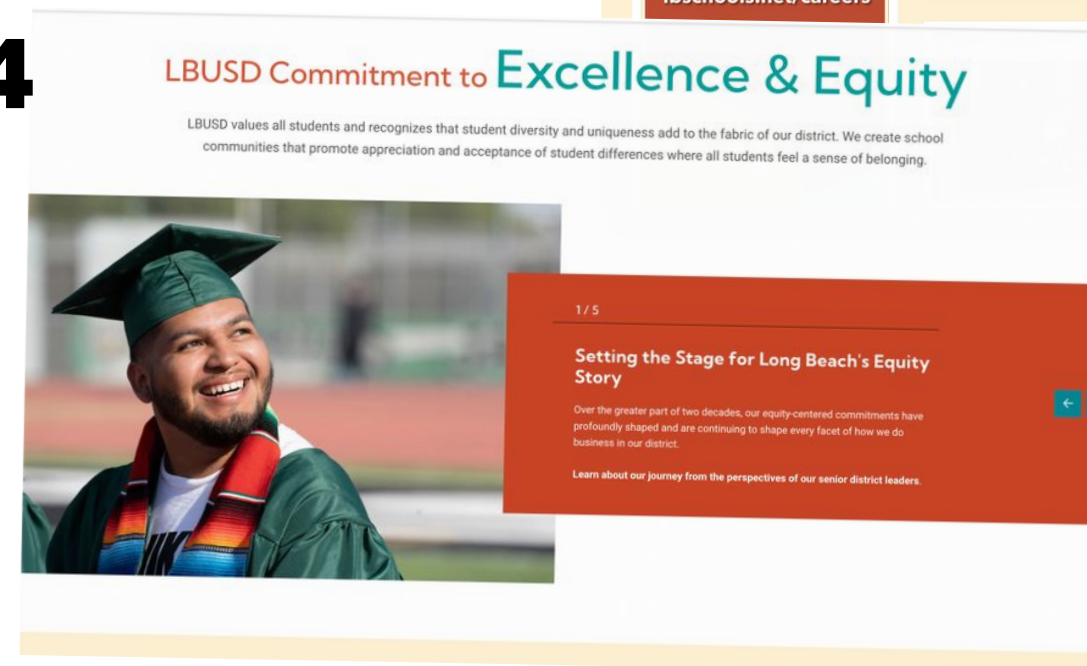 lbschools.net/careers
4
LBUSD Commitment to Excellence & Equity
LBUSD values all students and recognizes that student diversity and uniqueness add to the fabric of our district. We create school
communities that promote appreciation and acceptance of student differences where all students feel a sense of belonging.
1 / 5
Setting the Stage for Long Beach's Equity
Story
Over the greater part of two decades, our equity-centered commitments have
profoundly shaped and are continuing to shape every facet of how we do
business in our district.
Learn about our journey from the perspectives of our senior district leaders.